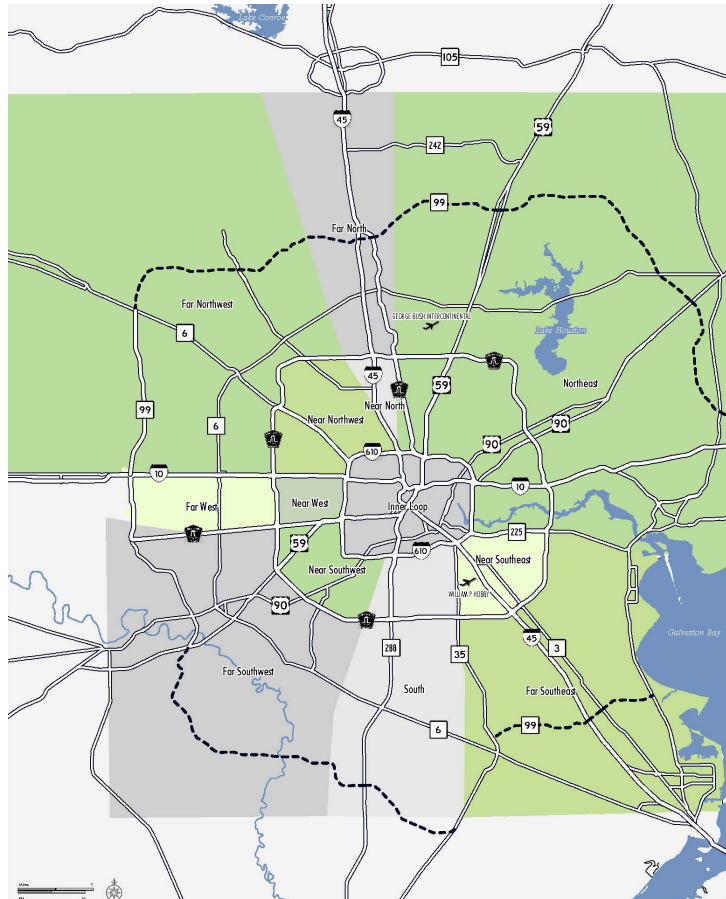 Lake Conroe
105
45
59
242
99
Far North
Far Northwest
GEORGE BUSH INTERCONTINENTAL
Lake Houston
6
45
59
Northeast
99
6
Near North
Near Northwest
90
90
610
10
10
Far West
Near West
Inner Loop
225
59
610
Near Southwest
Near Southeast
WILLIAM P HOBBY
90
Galveston Bay
45
3
288
35
Far Southwest
South
Far Southeast
6
99
Miles